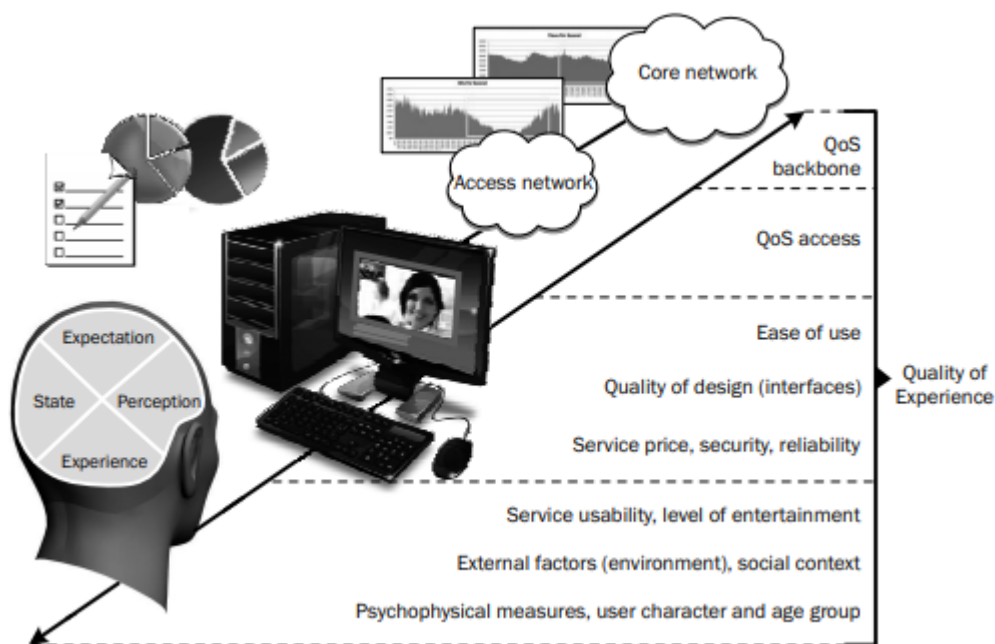 Core network
Access network
QoS
backbone
QoS access
Expectation
State
Perception
Experience
Ease of use
Quality of design (interfaces)
Service price, security, reliability
Quality of
Experience
Service usability, level of entertainment
External factors (environment), social context
Psychophysical measures, user character and age group